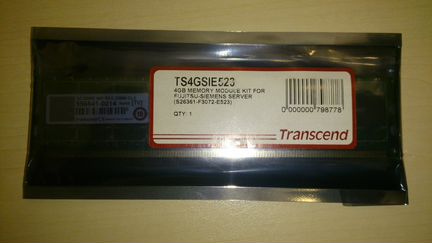 TS4GSIE523
4GB MEMORY MODULE KIT FOR
FUJITSU-SIEMENS SERVER
(S26361-F3072-E523)
QTY: 1
0 000000 798778
Transcend